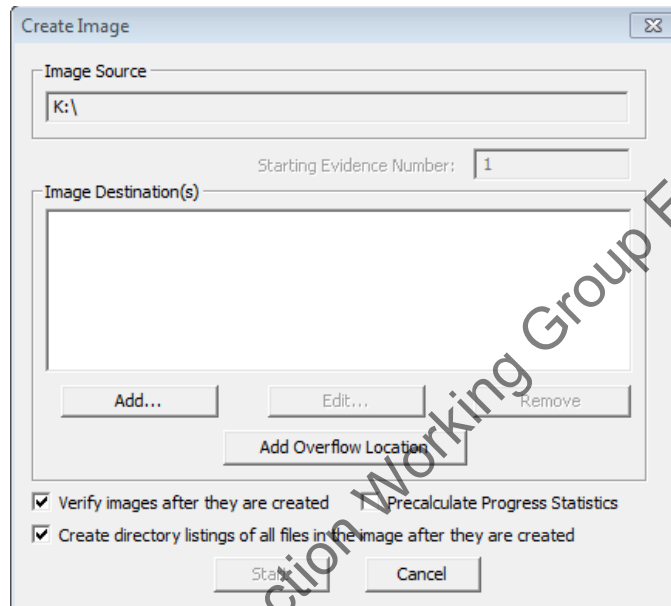 Create Image
Image Source
K:\
Starting Evidence Number: 1
Image Destination(s)
Add... Edit... Remove
Add Overflow Location
Verify images after they are created Precalculate Progress Statistics
Create directory listings of all files in the image after they are created
Start Cancel
ction Working Group